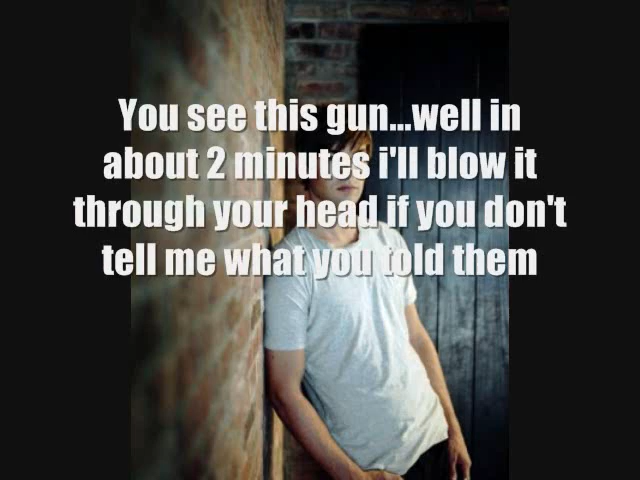 You see this gun...well in
about 2 minutes i'll blow it
through your head if you don't
tell me what you told them